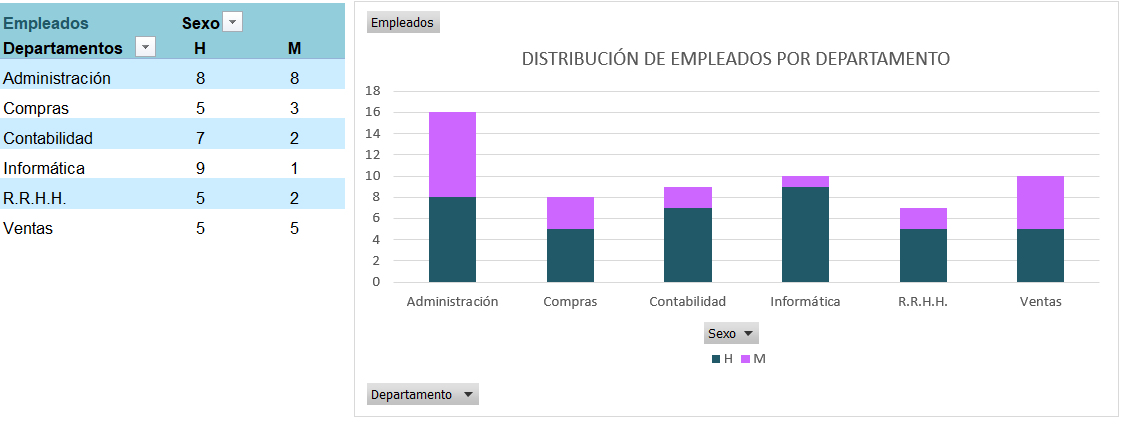 Empleados Sexo
Departamentos H M
Administración 8 8
Compras 5 3
Contabilidad 7 2
Informática 9 1
R.R.H.H. 5 2
Ventas 5 5
Empleados
DISTRIBUCIÓN DE EMPLEADOS POR DEPARTAMENTO
18
16
14
12
10
8
6
4
2
0
Administración Compras Contabilidad Informática R.R.H.H. Ventas
Sexo
H M
Departamento